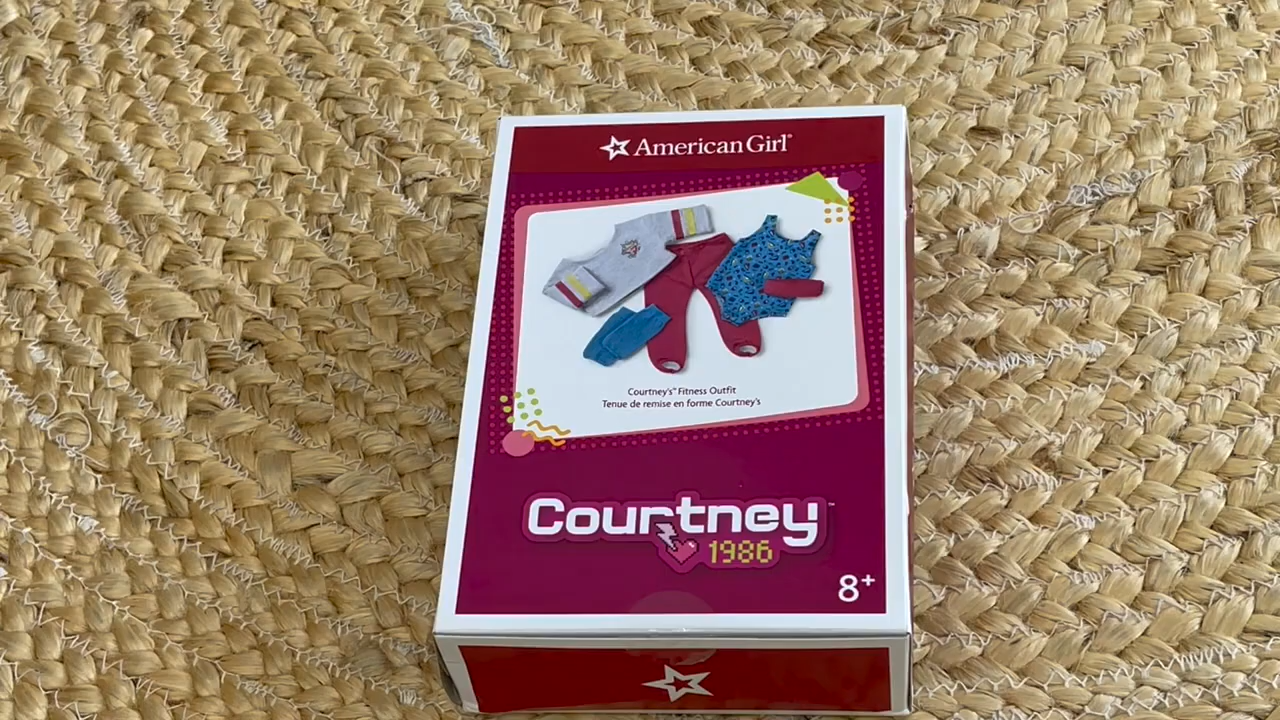 American Girl®
Courtney's™ Fitness Outfit
Tenue de remise en forme Courtney's
Courtney™
1986
8+